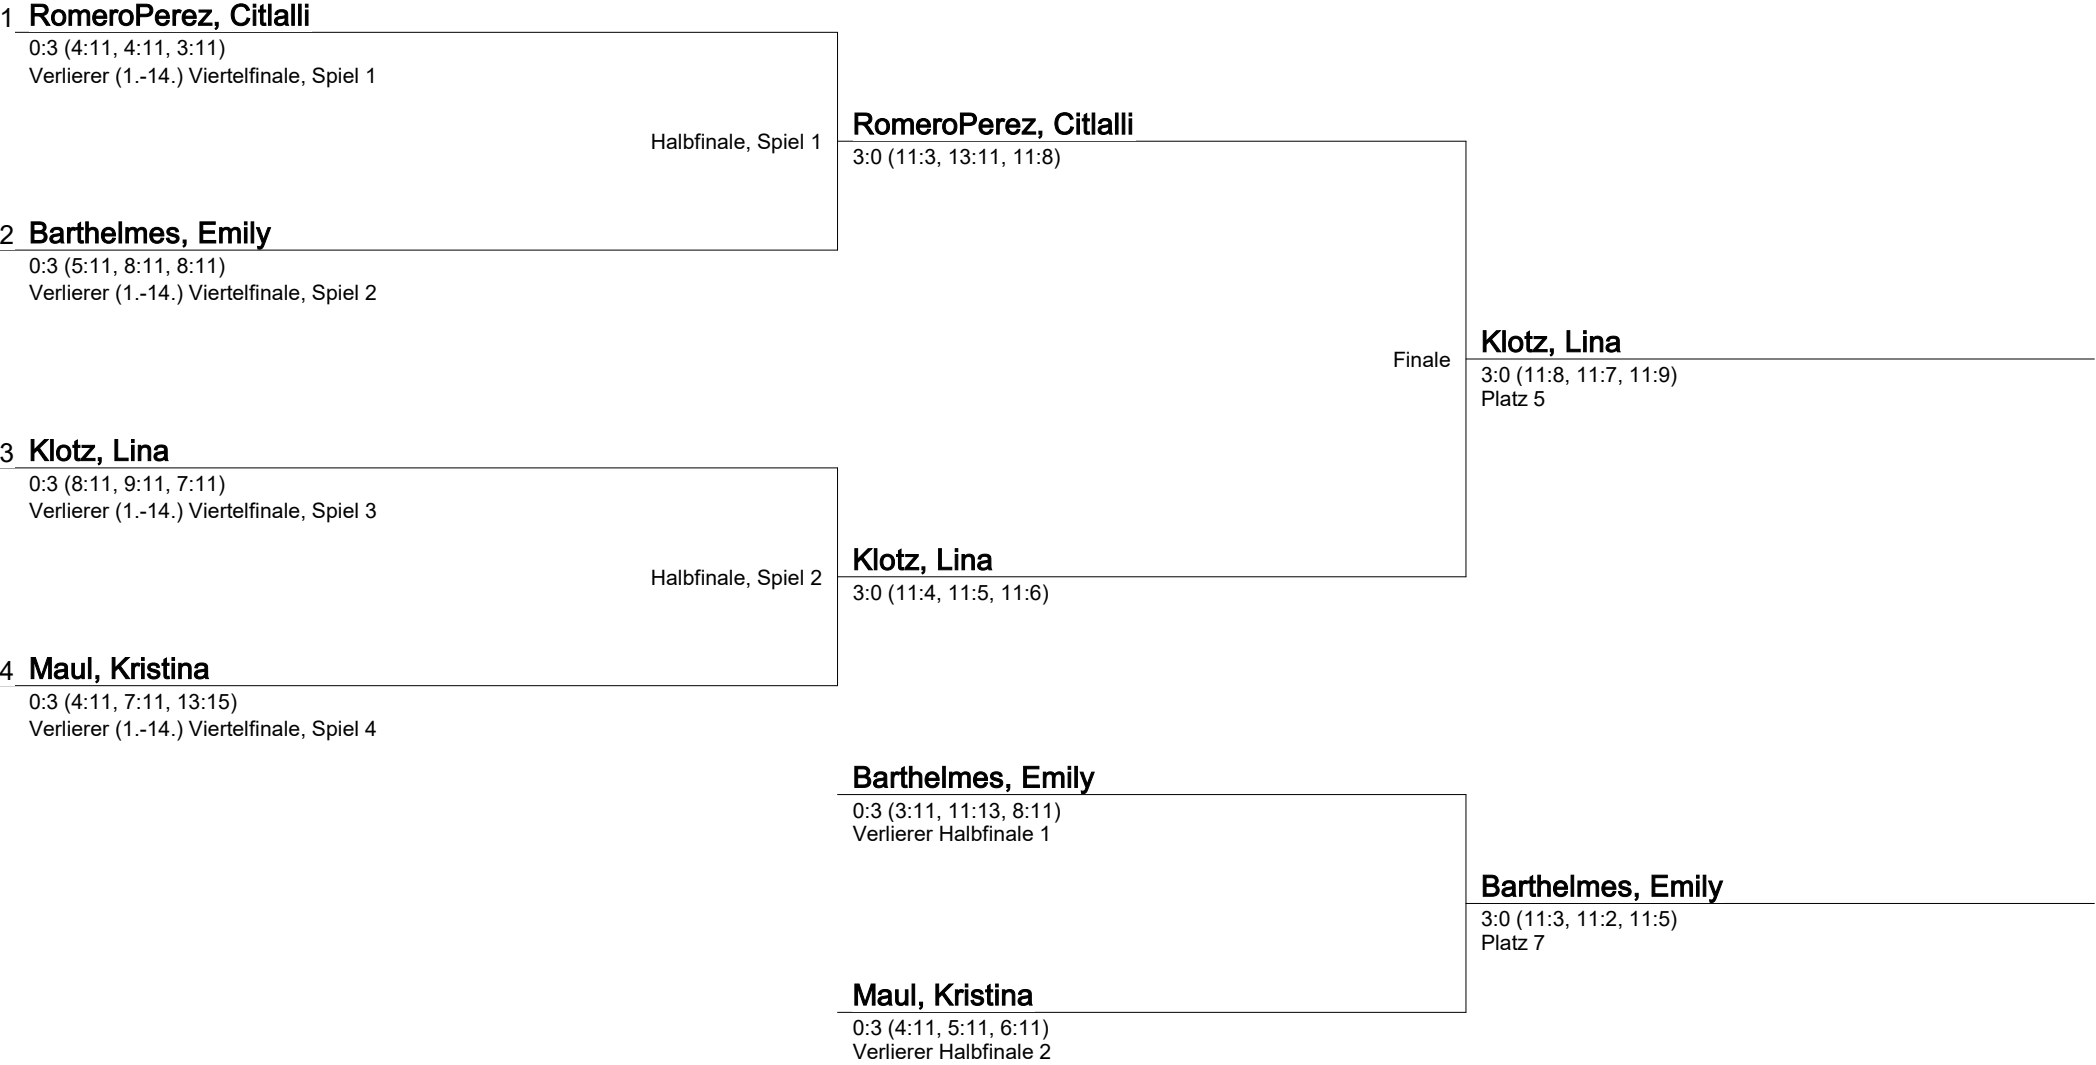 1 RomeroPerez, Citlalli
0:3 (4:11, 4:11, 3:11)
Verlierer (1.-14.) Viertelfinale, Spiel 1
Halbfinale, Spiel 1
RomeroPerez, Citlalli
3:0 (11:3, 13:11, 11:8)
2 Barthelmes, Emily
0:3 (5:11, 8:11, 8:11)
Verlierer (1.-14.) Viertelfinale, Spiel 2
Finale
Klotz, Lina
3:0 (11:8, 11:7, 11:9)
Platz 5
3 Klotz, Lina
0:3 (8:11, 9:11, 7:11)
Verlierer (1.-14.) Viertelfinale, Spiel 3
Halbfinale, Spiel 2
Klotz, Lina
3:0 (11:4, 11:5, 11:6)
4 Maul, Kristina
0:3 (4:11, 7:11, 13:15)
Verlierer (1.-14.) Viertelfinale, Spiel 4
Barthelmes, Emily
0:3 (3:11, 11:13, 8:11)
Verlierer Halbfinale 1
Barthelmes, Emily
3:0 (11:3, 11:2, 11:5)
Platz 7
Maul, Kristina
0:3 (4:11, 5:11, 6:11)
Verlierer Halbfinale 2